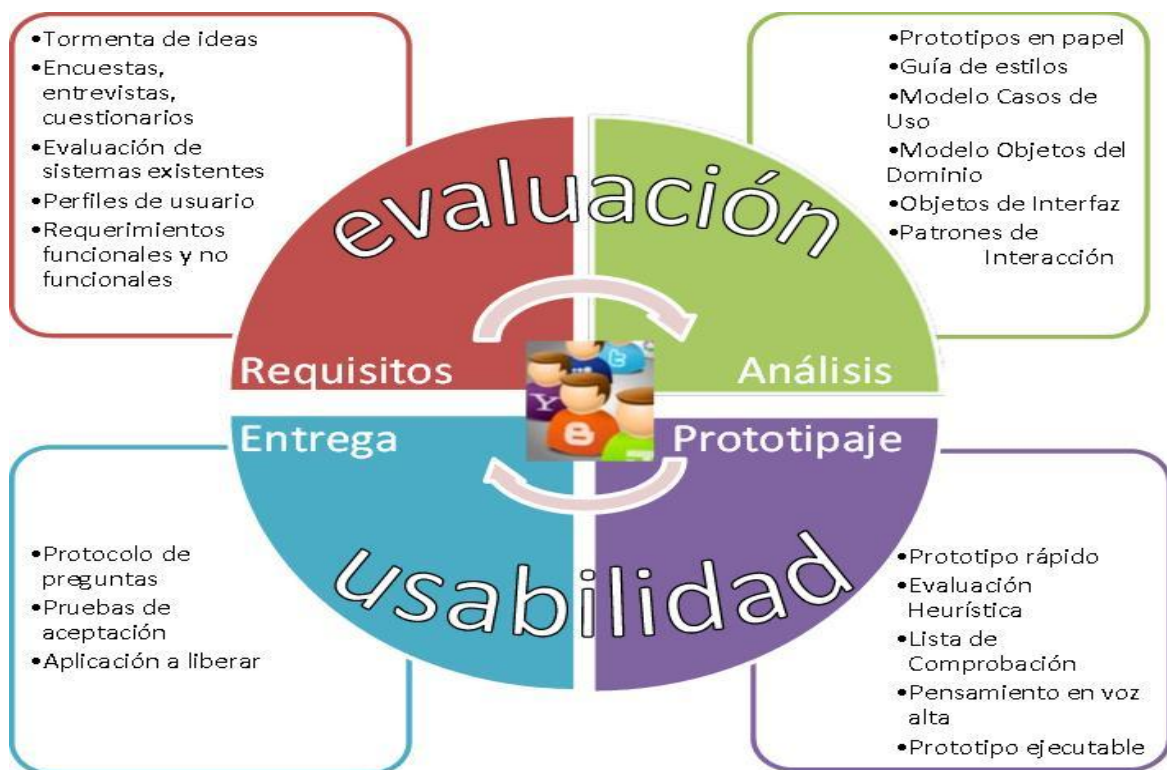 •Tormenta de ideas
•Encuestas,
entrevistas,
cuestionarios
•Evaluación de
sistemas existentes
•Perfiles de usuario
•Requerimientos
funcionales y no
funcionales
•Prototipos en papel
•Guía de estilos
•Modelo Casos de
Uso
•Modelo Objetos del
Dominio
•Objetos de Interfaz
•Patrones de
Interacción
evaluación
Requisitos
Análisis
Entrega
Prototipaje
usabilidad
•Protocolo de
preguntas
•Pruebas de
aceptación
•Aplicación a liberar
•Prototipo rápido
•Evaluación
Heurística
•Lista de
Comprobación
•Pensamiento en voz
alta
•Prototipo ejecutable